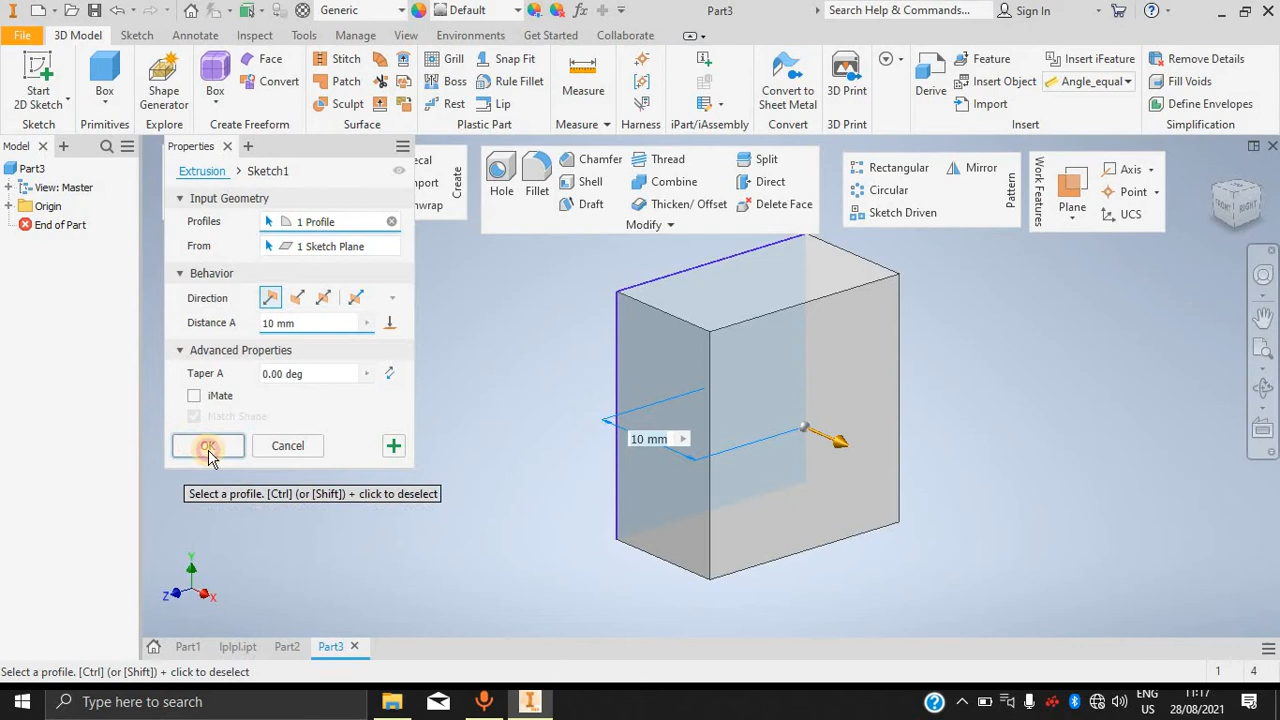 Generic
Default
Part3
Search Help & Commands...
Sign In
File
3D Model
Sketch
Annotate
Inspect
Tools
Manage
View
Environments
Get Started
Collaborate
Start
2D Sketch
Sketch
Box
Primitives
Shape
Generator
Explore
Box
Face
Convert
Create Freeform
Stitch
Patch
Sculpt
Surface
Grill
Boss
Rest
Snap Fit
Rule Fillet
Lip
Plastic Part
Measure
Measure
Harness
iPart/iAssembly
Convert to
Sheet Metal
Convert
3D Print
3D Print
Derive
Feature
Insert Object
Import
Insert iFeature
Angle_equal
Insert
Remove Details
Fill Voids
Define Envelopes
Simplification
Model
Part3
View: Master
Origin
End of Part
Properties
Extrusion > Sketch1
Input Geometry
Profiles 1 Profile
From 1 Sketch Plane
Behavior
Direction
Distance A 10 mm
Advanced Properties
Taper A 0.00 deg
iMate
Match Shape
OK
Cancel
Create
Hole
Fillet
Chamfer
Shell
Draft
Thread
Combine
Thicken/ Offset
Split
Direct
Delete Face
Modify
Rectangular
Circular
Sketch Driven
Mirror
Pattern
Work Features
Plane
Axis
Point
UCS
FRONT
RIGHT
10 mm
Select a profile. [Ctrl] (or [Shift]) + click to deselect
Y
Z
X
Part1
lplpl.ipt
Part2
Part3
Select a profile. [Ctrl] (or [Shift]) + click to deselect
1
4
Type here to search
ENG
US
11:17
28/08/2021